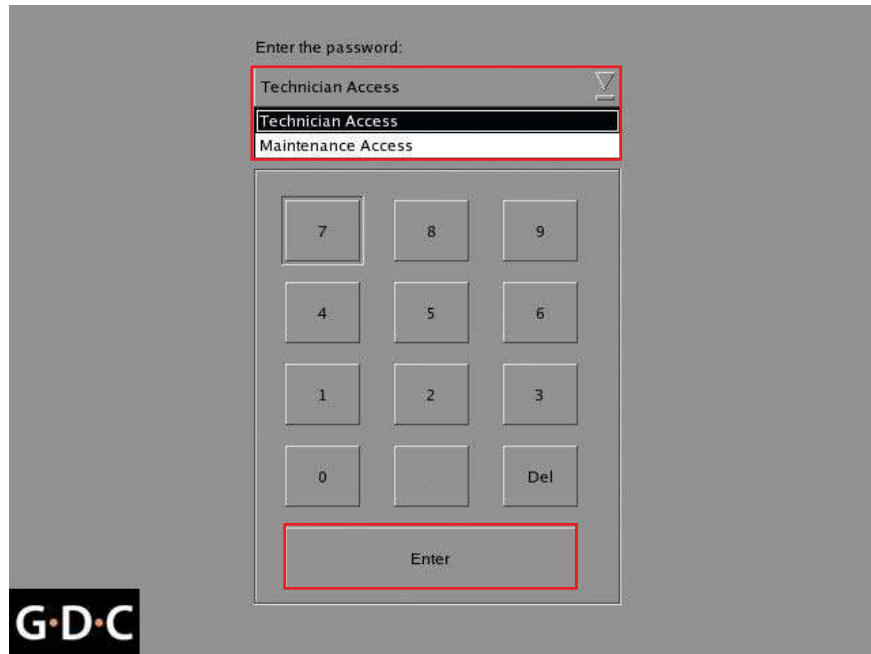 Enter the password:
Technician Access
Technician Access
Maintenance Access
7 8 9
4 5 6
1 2 3
0 . Del
Enter
G·D·C